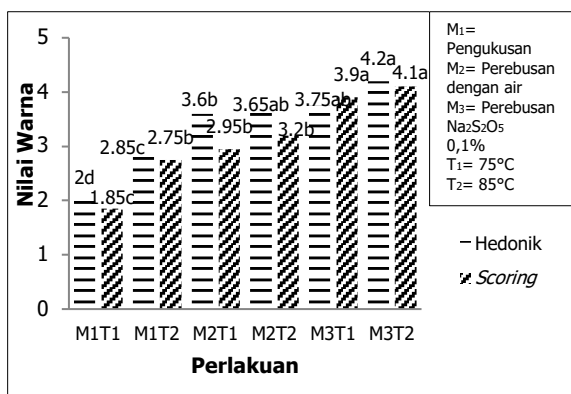 5
4
3
2
1
0
Nilai Warna
2d
1.85c
2.85c
2.75b
3.6b
2.95b
3.65ab
3.2b
3.75ab
3.9a
4.2a
4.1a
M1T1 M1T2 M2T1 M2T2 M3T1 M3T2
Perlakuan
M₁=
Pengukusan
M₂= Perebusan
dengan air
M₃= Perebusan
Na₂S₂O₅
0,1%
T₁= 75°C
T₂= 85°C
Hedonik
Scoring